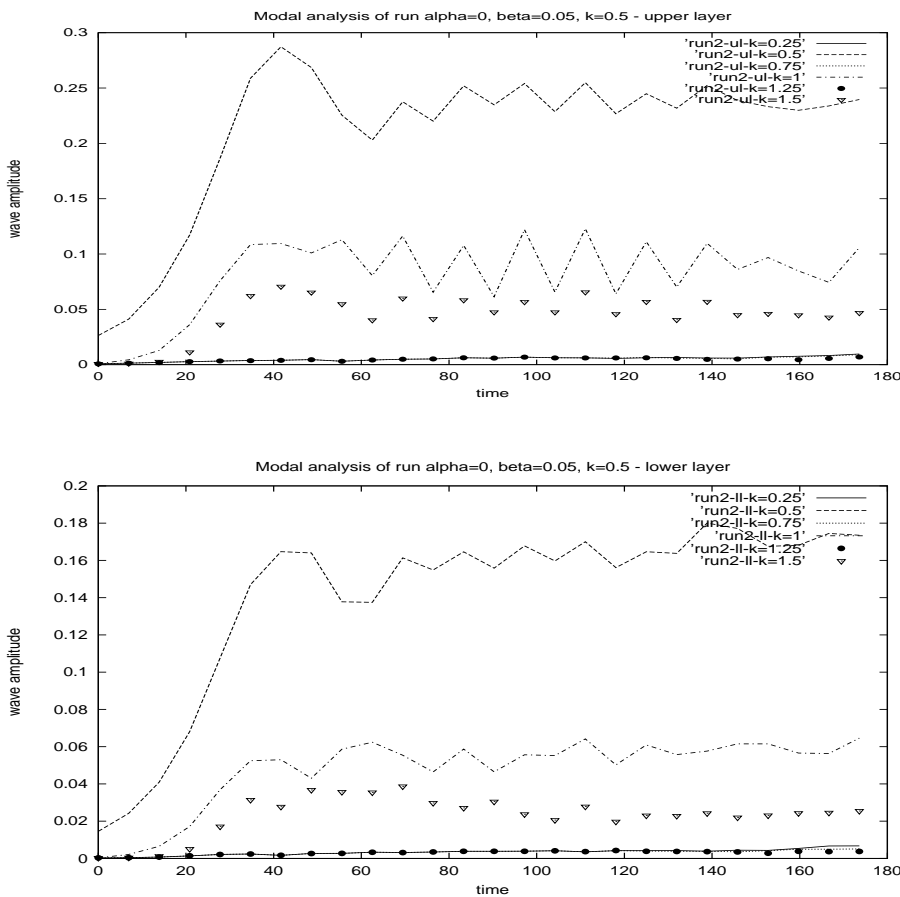 Modal analysis of run alpha=0, beta=0.05, k=0.5 - upper layer
0.3
0.25
0.2
0.15
0.1
0.05
0
wave amplitude
'run2-ul-k=0.25'
'run2-ul-k=0.5'
'run2-ul-k=0.75'
'run2-ul-k=1'
'run2-ul-k=1.25'
'run2-ul-k=1.5'
0 20 40 60 80 100 120 140 160 180
time
Modal analysis of run alpha=0, beta=0.05, k=0.5 - lower layer
0.2
0.18
0.16
0.14
0.12
0.1
0.08
0.06
0.04
0.02
0
wave amplitude
'run2-ll-k=0.25'
'run2-ll-k=0.5'
'run2-ll-k=0.75'
'run2-ll-k=1'
'run2-ll-k=1.25'
'run2-ll-k=1.5'
0 20 40 60 80 100 120 140 160 180
time